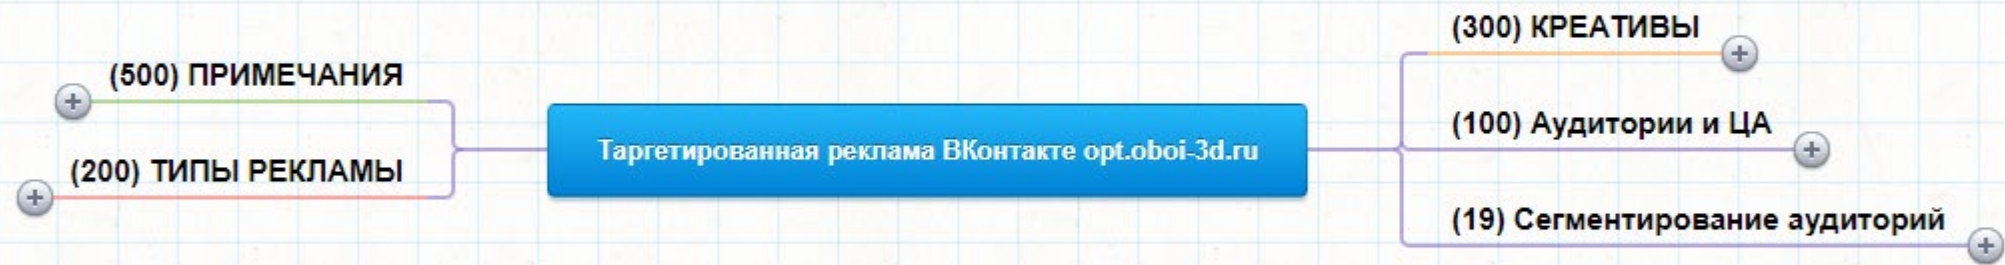 (500) ПРИМЕЧАНИЯ
(200) ТИПЫ РЕКЛАМЫ
Таргетированная реклама ВКонтакте opt.oboi-3d.ru
(300) КРЕАТИВЫ
(100) Аудитории и ЦА
(19) Сегментирование аудиторий